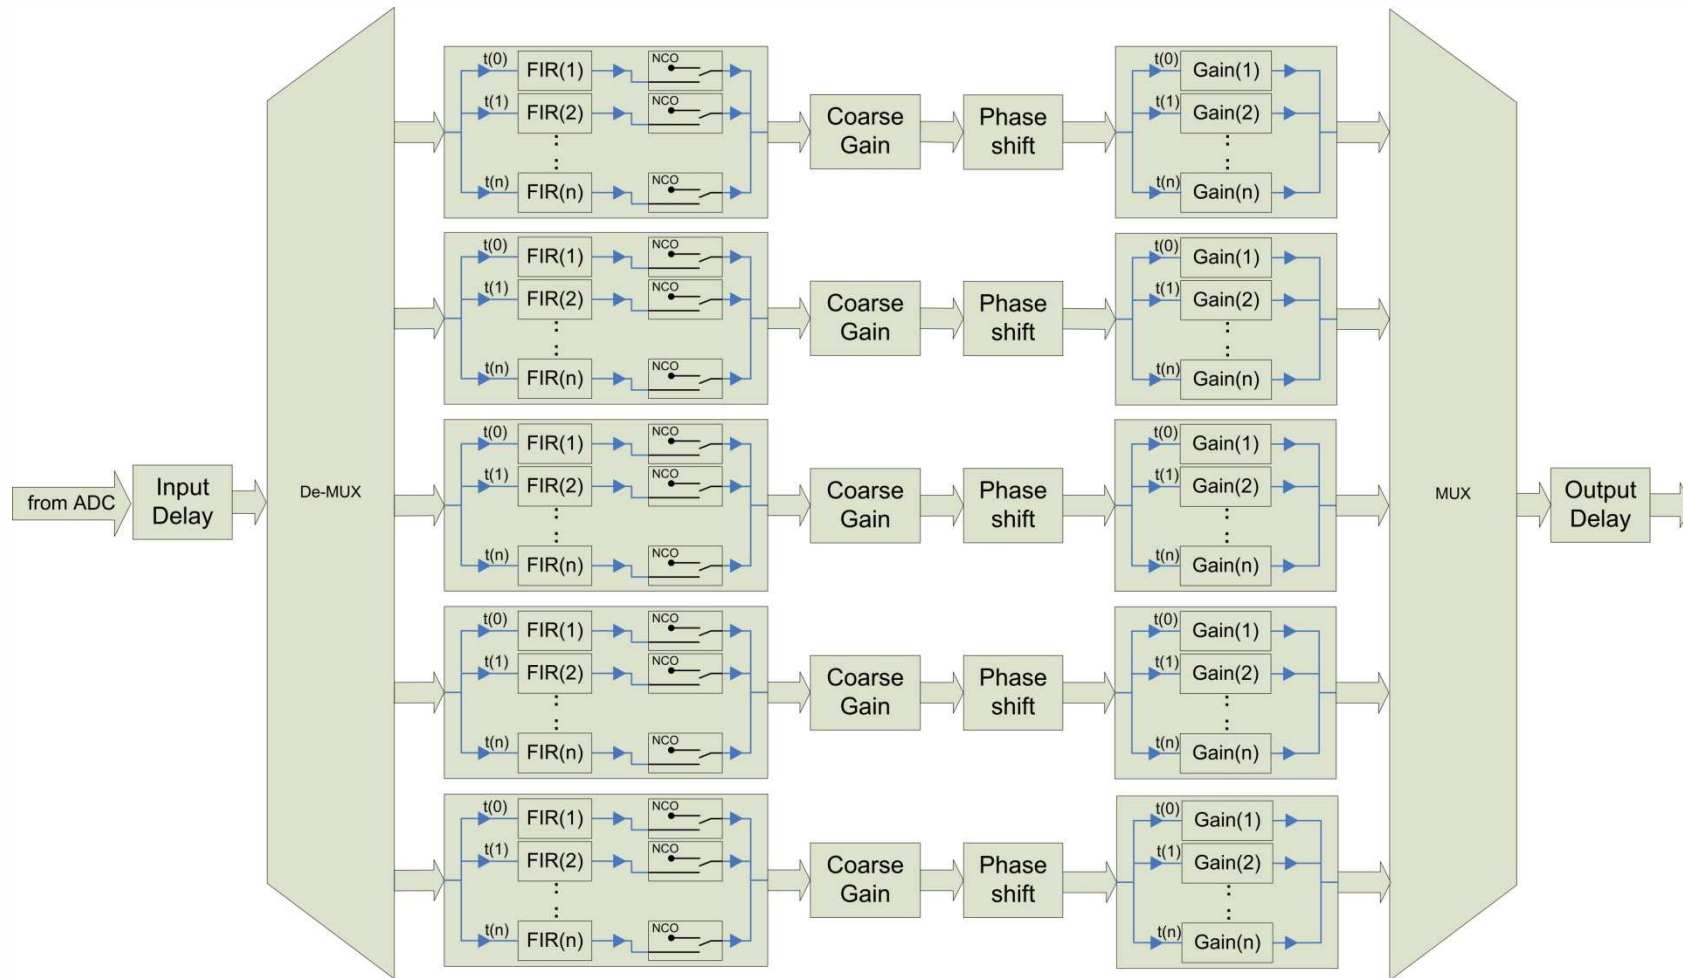 from ADC
Input
Delay
De-MUX
t(0)
FIR(1)
NCO
t(1)
FIR(2)
NCO
t(n)
FIR(n)
NCO
Coarse
Gain
Phase
shift
t(0)
Gain(1)
t(1)
Gain(2)
t(n)
Gain(n)
t(0)
FIR(1)
NCO
t(1)
FIR(2)
NCO
t(n)
FIR(n)
NCO
Coarse
Gain
Phase
shift
t(0)
Gain(1)
t(1)
Gain(2)
t(n)
Gain(n)
t(0)
FIR(1)
NCO
t(1)
FIR(2)
NCO
t(n)
FIR(n)
NCO
Coarse
Gain
Phase
shift
t(0)
Gain(1)
t(1)
Gain(2)
t(n)
Gain(n)
t(0)
FIR(1)
NCO
t(1)
FIR(2)
NCO
t(n)
FIR(n)
NCO
Coarse
Gain
Phase
shift
t(0)
Gain(1)
t(1)
Gain(2)
t(n)
Gain(n)
t(0)
FIR(1)
NCO
t(1)
FIR(2)
NCO
t(n)
FIR(n)
NCO
Coarse
Gain
Phase
shift
t(0)
Gain(1)
t(1)
Gain(2)
t(n)
Gain(n)
MUX
Output
Delay